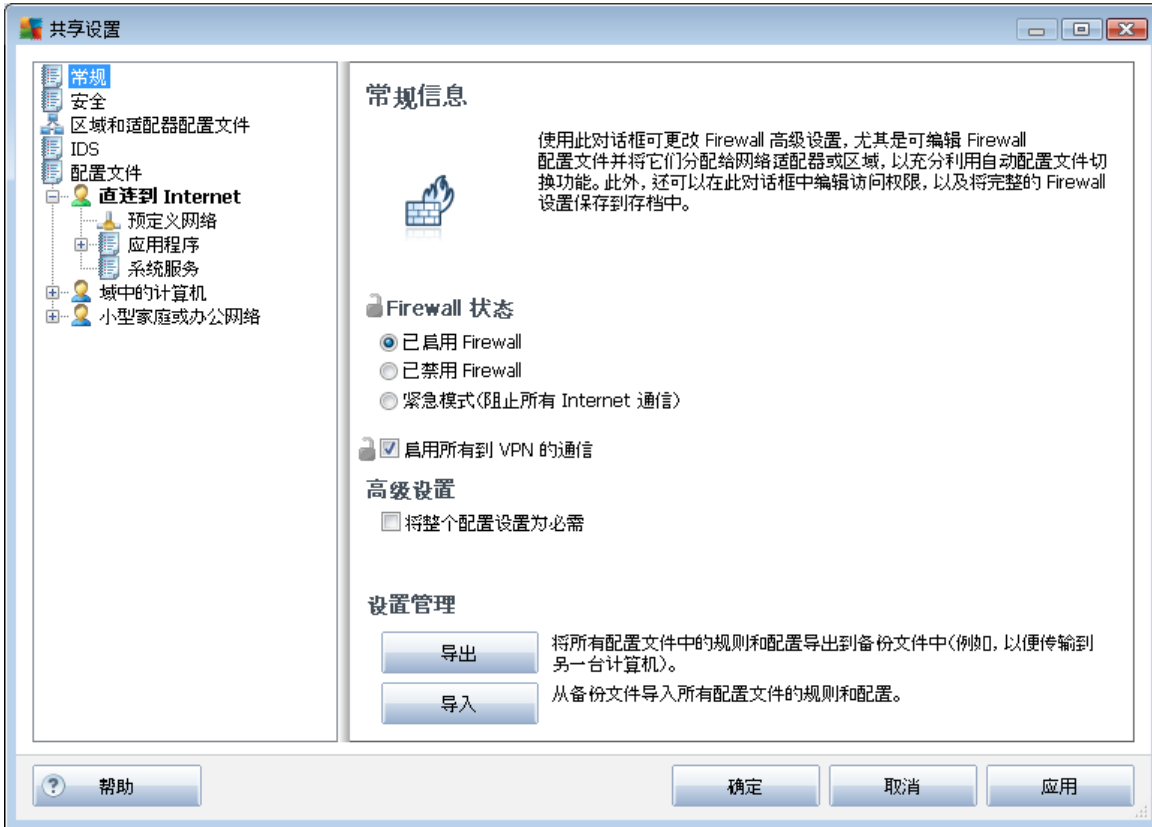 共享设置
常规
安全
区域和适配器配置文件
IDS
配置文件
直连到 Internet
预定义网络
应用程序
系统服务
域中的计算机
小型家庭或办公网络
常规信息
使用此对话框可更改 Firewall 高级设置, 尤其是可编辑 Firewall
配置文件并将它们分配给网络适配器或区域, 以充分利用自动配置文件切
换功能。此外, 还可以在此对话框中编辑访问权限, 以及将完整的 Firewall
设置保存到存档中。
Firewall 状态
已启用 Firewall
已禁用 Firewall
紧急模式(阻止所有 Internet 通信)
启用所有到 VPN 的通信
高级设置
将整个配置设置为必需
设置管理
导出
将所有配置文件中的规则和配置导出到备份文件中(例如, 以便传输到
另一台计算机)。
导入
从备份文件导入所有配置文件的规则和配置。
帮助
确定
取消
应用